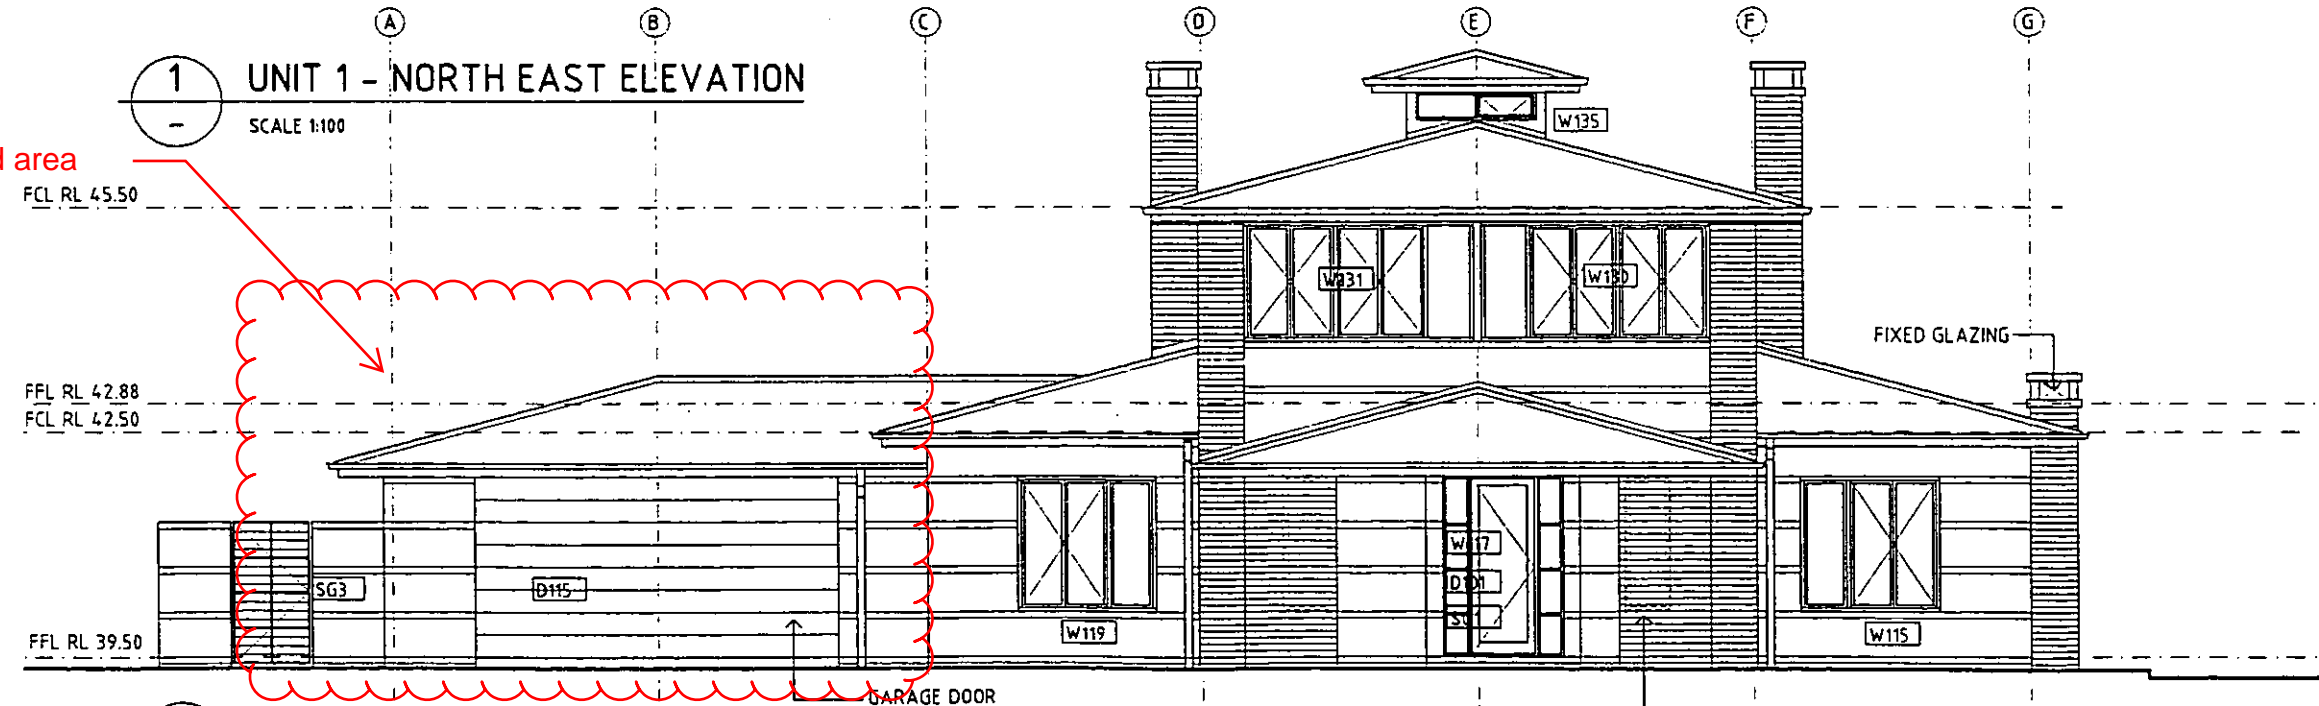 A B C D E F G
1 UNIT 1 - NORTH EAST ELEVATION
- SCALE 1:100
W135
area
FCL RL 45.50
W131 W130
FIXED GLAZING
FFL RL 42.88
FCL RL 42.50
W117
SG3 D115 D101
W119 W115
FFL RL 39.50
GARAGE DOOR